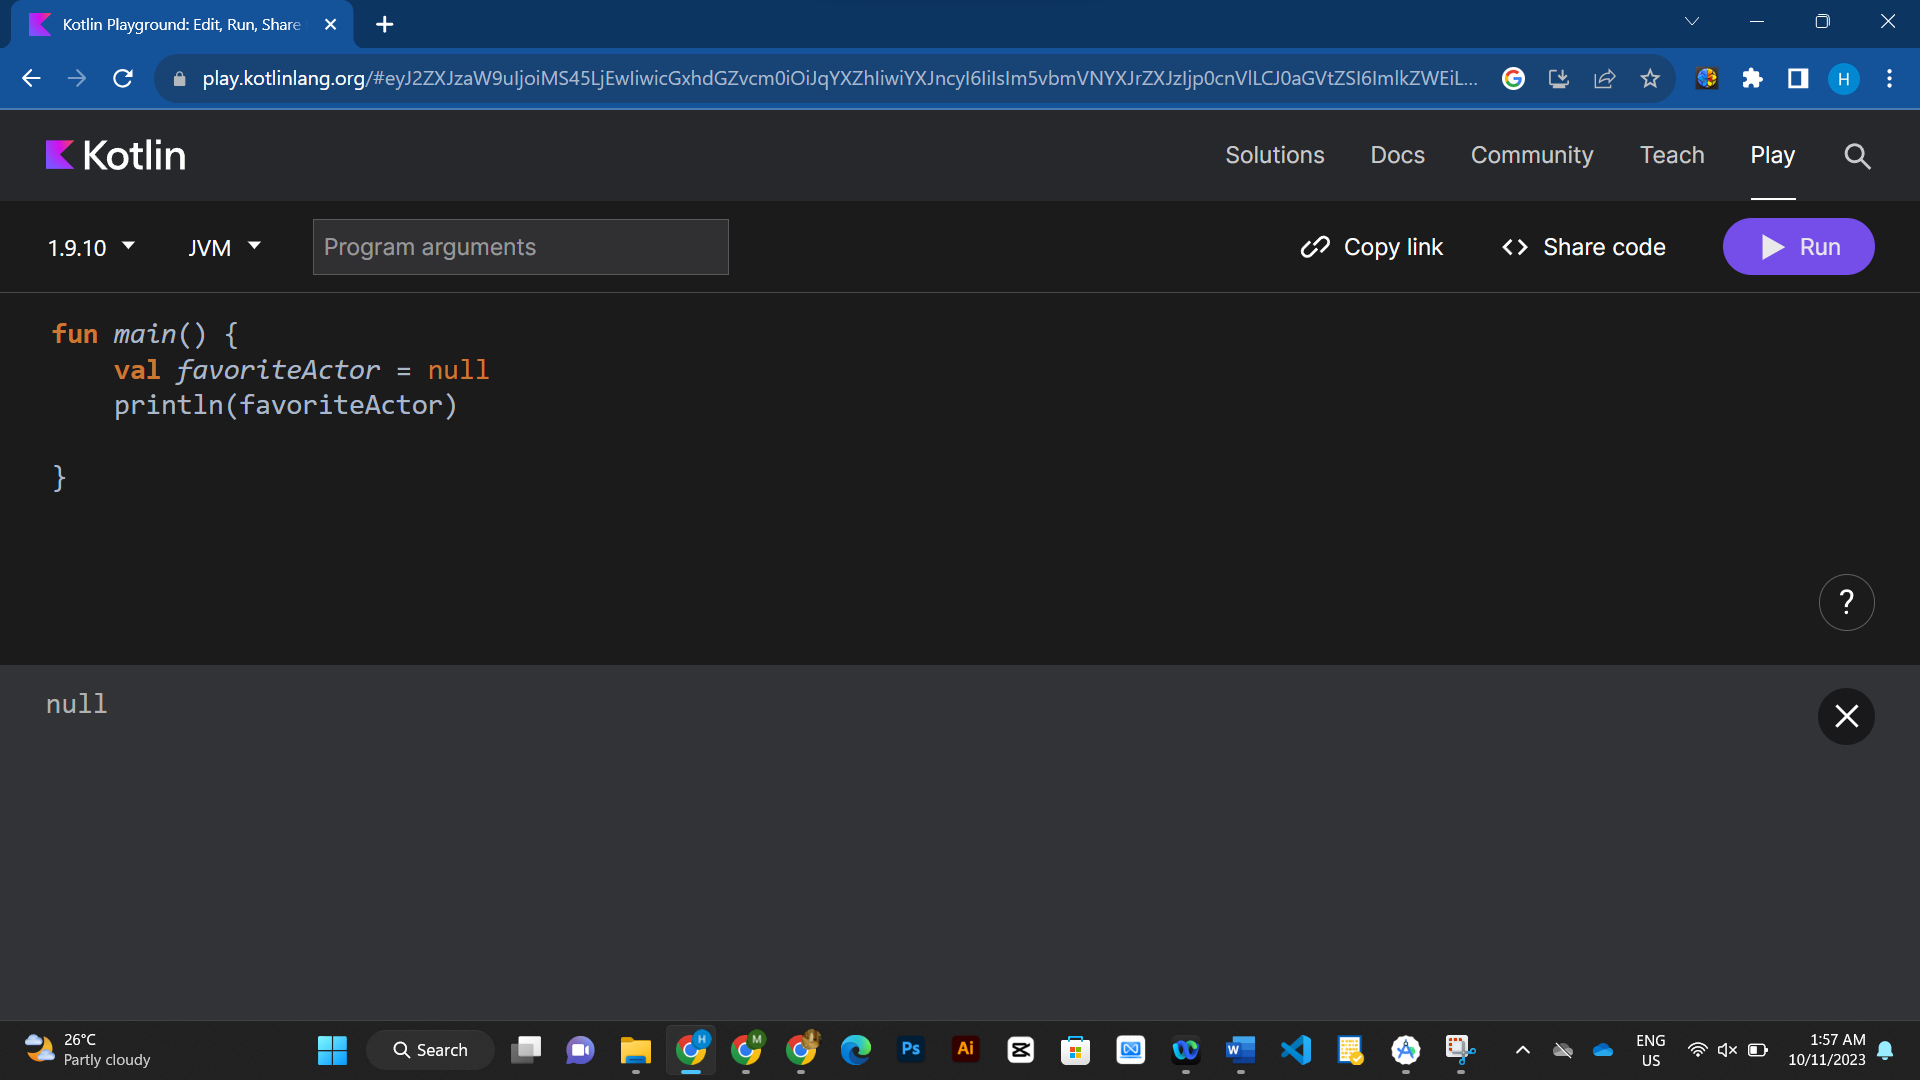 Kotlin Playground: Edit, Run, Share
play.kotlinlang.org/#eyJ2ZXJzaW9uIjoiMS45LjEwIiwicGxhdGZvcm0iOiJqYXZhIiwiYXJncyI6IiIsIm5vbmVNYXJrZXJzIjp0cnVlLCJ0aGVtZSI6ImlkZWEiL...
H
Kotlin
Solutions
Docs
Community
Teach
Play
1.9.10
JVM
Program arguments
Copy link
Share code
Run
fun main() {
val favoriteActor = null
println(favoriteActor)
}
?
null
26°C
Partly cloudy
Search
H
M
Ps
Ai
W
ENG
US
1:57 AM
10/11/2023